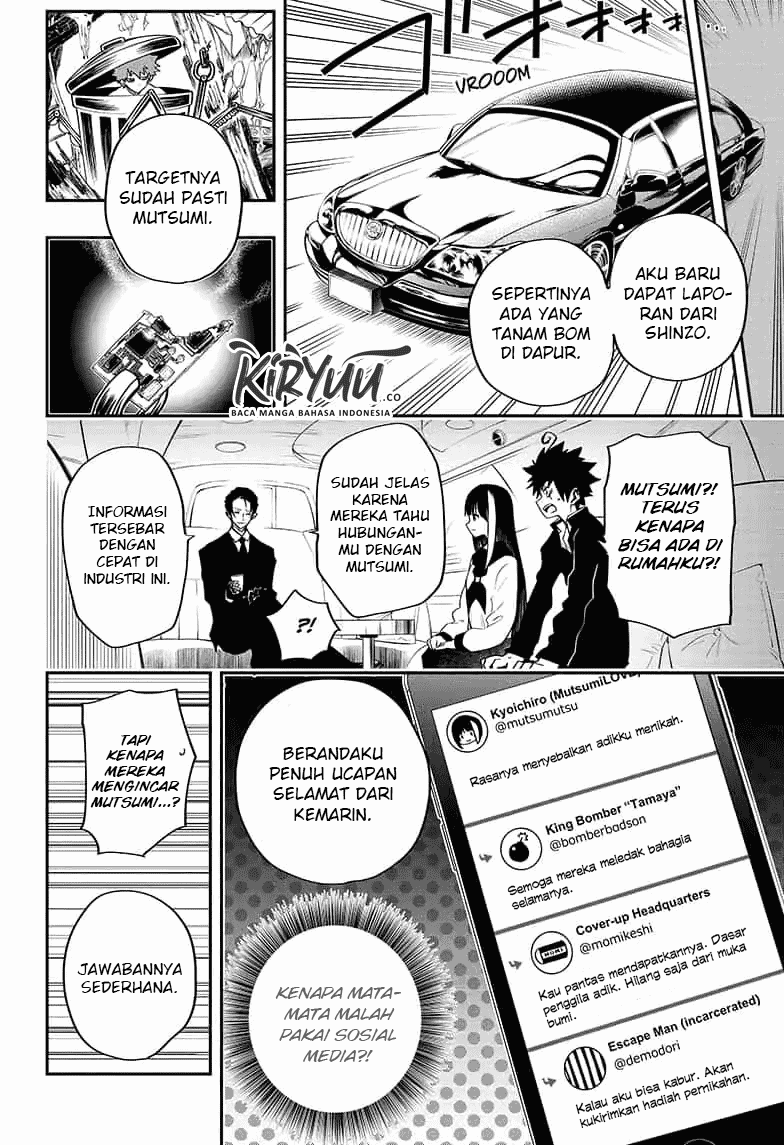 VROOOM
AKU BARU
DAPAT LAPO-
RAN DARI
SHINZO.
SEPERTINYA
ADA YANG
TANAM BOM
DI DAPUR.
TARGETNYA
SUDAH PASTI
MUTSUMI.
KIRYUU
.CO
BACA MANGA BAHASA INDONESIA
MUTSUMI?!
TERUS
KENAPA
BISA ADA DI
RUMAHKU?!
SUDAH JELAS
KARENA
MEREKA TAHU
HUBUNGAN-
MU DENGAN
MUTSUMI.
?!
INFORMASI
TERSEBAR
DENGAN
CEPAT DI
INDUSTRI INI.
Kyoichiro (MutsumiLOVE)
@mutsumutsu
Rasanya menyebalkan adikku menikah.
King Bomber “Tamaya”
@bomberbadson
Semoga mereka meledak bahagia
selamanya.
Cover-up Headquarters
MOMI
@momikeshi
Kau pantas mendapatkannya. Dasar
penggila adik. Hilang saja dari muka
bumi.
Escape Man (incarcerated)
@demodori
Kalau aku bisa kabur. Akan
kukirimkan hadiah pernikahan.
BERANDAKU
PENUH UCAPAN
SELAMAT DARI
KEMARIN.
KENAPA MATA-
MATA MALAH
PAKAI SOSIAL
MEDIA?!
TAPI
KENAPA
MEREKA
MENGINCAR
MUTSUMI...?
JAWABANNYA
SEDERHANA.